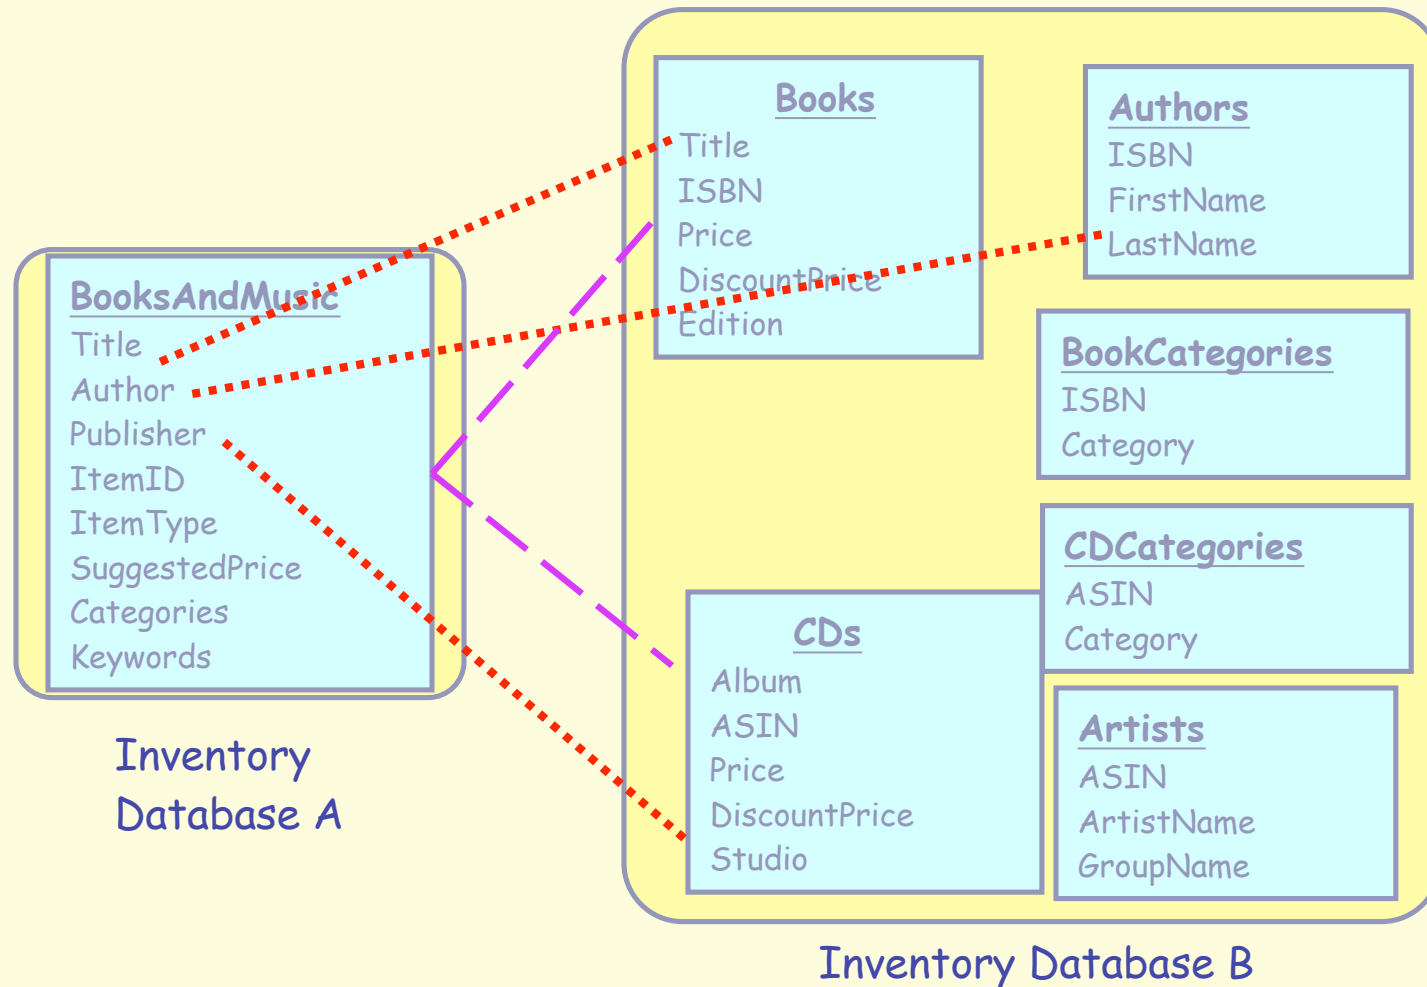 BooksAndMusic
Title
Author
Publisher
ItemID
ItemType
SuggestedPrice
Categories
Keywords
Inventory
Database A
Books
Title
ISBN
Price
DiscountPrice
Edition
Authors
ISBN
FirstName
LastName
BookCategories
ISBN
Category
CDCategories
ASIN
Category
CDs
Album
ASIN
Price
DiscountPrice
Studio
Artists
ASIN
ArtistName
GroupName
Inventory Database B